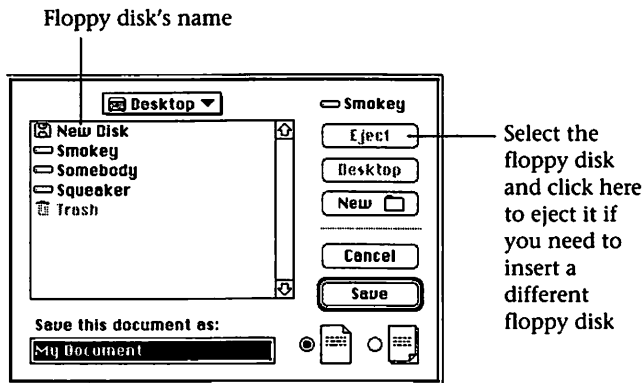 Floppy disk's name
Desktop
Smokey
New Disk
Smokey
Somebody
Squeaker
Trash
Eject
Desktop
New
Cancel
Save
Save this document as:
My Document
Select the
floppy disk
and click here
to eject it if
you need to
insert a
different
floppy disk